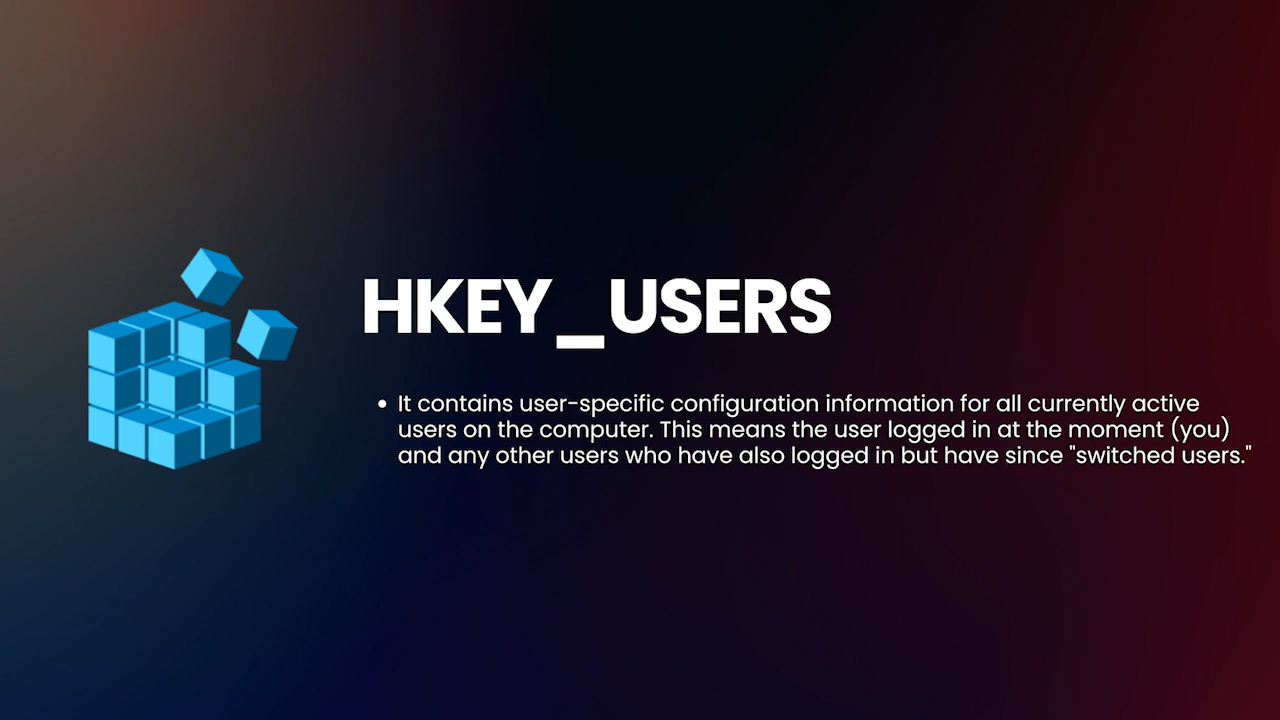 HKEY_USERS
• It contains user-specific configuration information for all currently active
users on the computer. This means the user logged in at the moment (you)
and any other users who have also logged in but have since "switched users."